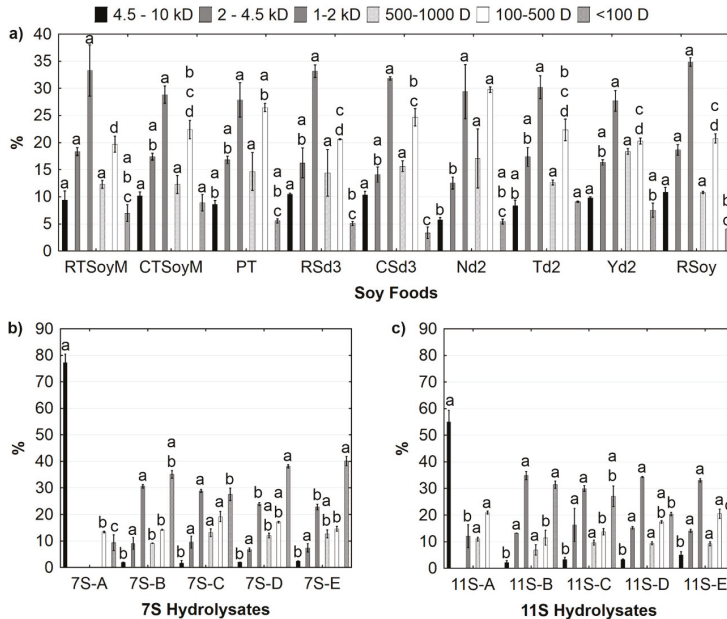 4.5 - 10 kD 2 - 4.5 kD 1-2 kD 500-1000 D 100-500 D <100 D
a)
40
35
30
25
20
15
10
5
0
%
a a a a b a a b c
a a b a a b c d a
a a b a a a b a b c
a a a a c d b c
a a b a a b c c
b b a a a b c
a b a b a a b c d a
a a b a a c d a b
a a a a c d b c
RTSoyM CTSoyM PT RSd3 CSd3 Nd2 Td2 Yd2 RSoy
Soy Foods
b)
90
80
70
60
50
40
30
20
10
0
%
a b c
b a a b b a b
b a a a a b
b a a a b a b a
b a a a b a
7S-A 7S-B 7S-C 7S-D 7S-E
7S Hydrolysates
c)
90
80
70
60
50
40
30
20
10
0
%
a b a a
b a a a b a
b a a a b a b
b a a a a b b
b a a a a b
11S-A 11S-B 11S-C 11S-D 11S-E
11S Hydrolysates